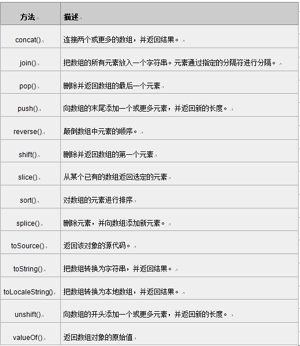 方法 描述
concat() 连接两个或更多的数组，并返回结果。
join() 把数组的所有元素放入一个字符串。元素通过指定的分隔符进行分隔。
pop() 删除并返回数组的最后一个元素
push() 向数组的末尾添加一个或更多元素，并返回新的长度。
reverse() 颠倒数组中元素的顺序。
shift() 删除并返回数组的第一个元素
slice() 从某个已有的数组返回选定的元素
sort() 对数组的元素进行排序
splice() 删除元素，并向数组添加新元素。
toSource() 返回该对象的源代码。
toString() 把数组转换为字符串，并返回结果。
toLocaleString() 把数组转换为本地数组，并返回结果。
unshift() 向数组的开头添加一个或更多元素，并返回新的长度。
valueOf() 返回数组对象的原始值